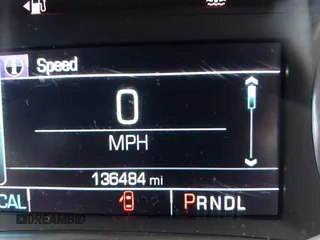 Speed
0
MPH
136484 mi
CAL
PRNDL
DREAMBID